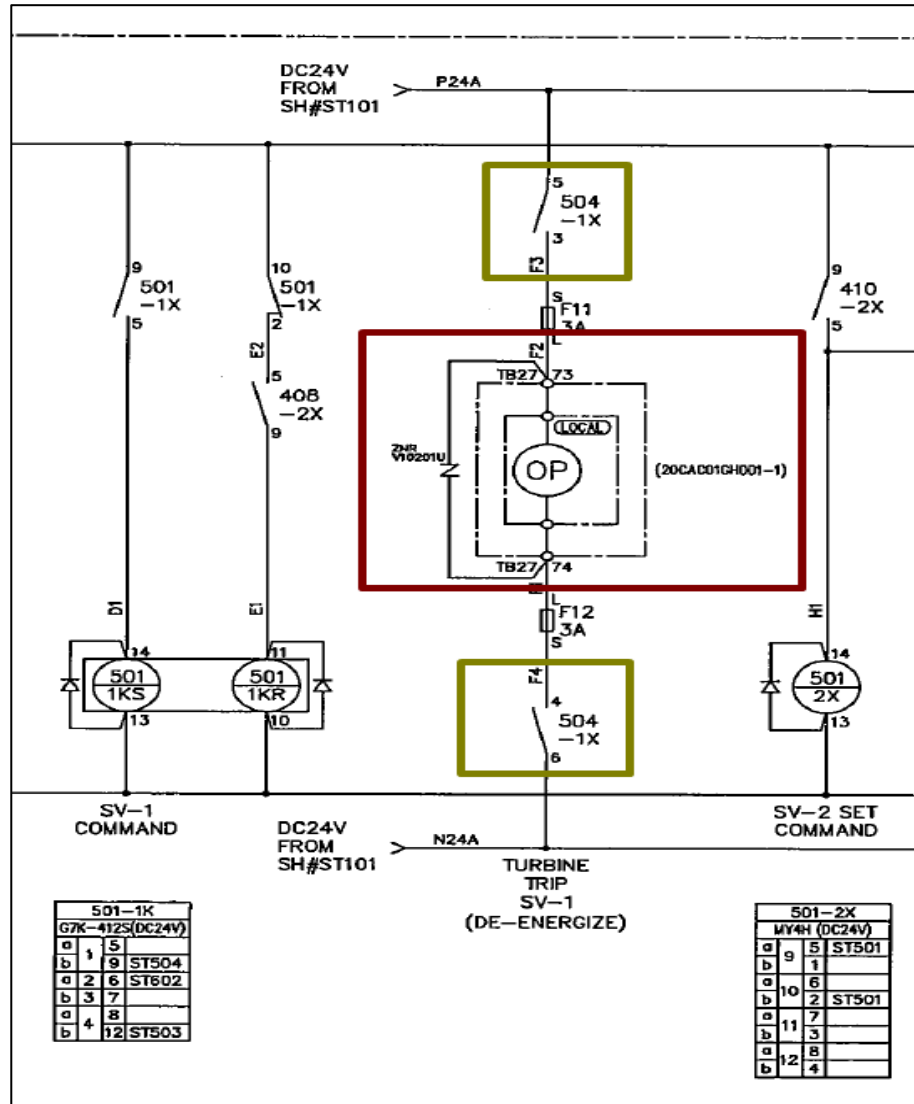 DC24V
FROM
SH#ST101
P24A
5
504
-1X
3
F3
9
501
-1X
5
10
501
-1X
2
E2
5
408
-2X
9
S
F11
3A
L
F2
TB27
73
LOCAL
OP
ZNR
V10201U
(20CAC01GH001-1)
TB27
74
L
F12
3A
S
F4
4
504
-1X
6
9
410
-2X
5
D1
E1
H1
14
501
1KS
13
11
501
1KR
10
14
501
2X
13
SV-1
COMMAND
DC24V
FROM
SH#ST101
N24A
TURBINE
TRIP
SV-1
(DE-ENERGIZE)
SV-2 SET
COMMAND
501-1K
G7K-412S(DC24V)
a 1 5
b 9 ST504
a 2 6 ST602
b 3 7
a 4 8
b 12 ST503
501-2X
MY4H (DC24V)
a 9 5 ST501
b 1
a 10 6
b 2 ST501
a 11 7
b 3
a 12 8
b 4